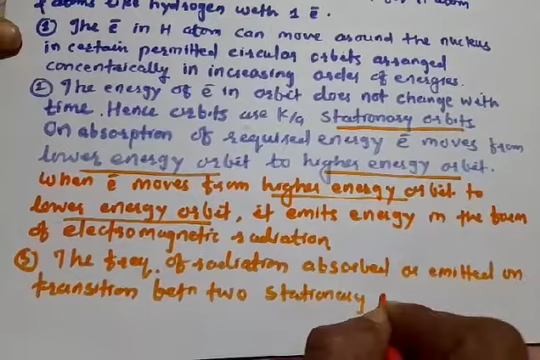 atoms like hydrogen with 1 ē.
① The ē in H atom can move around the nucleus
in certain permitted circular orbits arranged
concentrically in increasing order of energies.
② The energy of ē in orbit does not change with
time. Hence orbits use K/a stationary orbits
On absorption of required energy ē moves from
lower energy orbit to higher energy orbit.
When ē moves from higher energy orbit to
lower energy orbit, it emits energy in the form
of electromagnetic radiation
③ The freq. of radiation absorbed or emitted on
transition betn two stationary